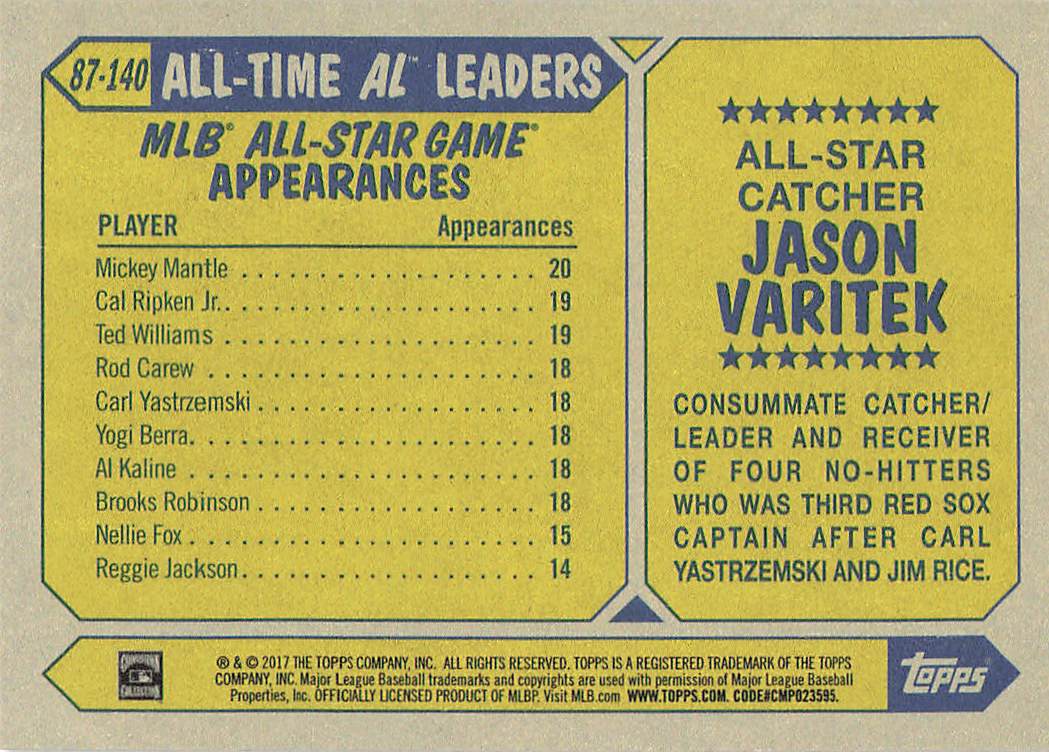 87-140 ALL-TIME AL™ LEADERS
MLB® ALL-STAR GAME®
APPEARANCES
PLAYER Appearances
Mickey Mantle . . . . . . . . . . . . . . . . . . . . 20
Cal Ripken Jr. . . . . . . . . . . . . . . . . . . . . 19
Ted Williams . . . . . . . . . . . . . . . . . . . . . 19
Rod Carew . . . . . . . . . . . . . . . . . . . . . . 18
Carl Yastrzemski . . . . . . . . . . . . . . . . . . 18
Yogi Berra. . . . . . . . . . . . . . . . . . . . . . . 18
Al Kaline . . . . . . . . . . . . . . . . . . . . . . . 18
Brooks Robinson . . . . . . . . . . . . . . . . . . 18
Nellie Fox . . . . . . . . . . . . . . . . . . . . . . . 15
Reggie Jackson. . . . . . . . . . . . . . . . . . . 14
ALL-STAR
CATCHER
JASON
VARITEK
CONSUMMATE CATCHER/
LEADER AND RECEIVER
OF FOUR NO-HITTERS
WHO WAS THIRD RED SOX
CAPTAIN AFTER CARL
YASTRZEMSKI AND JIM RICE.
® & © 2017 THE TOPPS COMPANY, INC. ALL RIGHTS RESERVED. TOPPS IS A REGISTERED TRADEMARK OF THE TOPPS
COMPANY, INC. Major League Baseball trademarks and copyrights are used with permission of Major League Baseball
Properties, Inc. OFFICIALLY LICENSED PRODUCT OF MLBP. Visit MLB.com WWW.TOPPS.COM. CODE#CMP023595.
topps